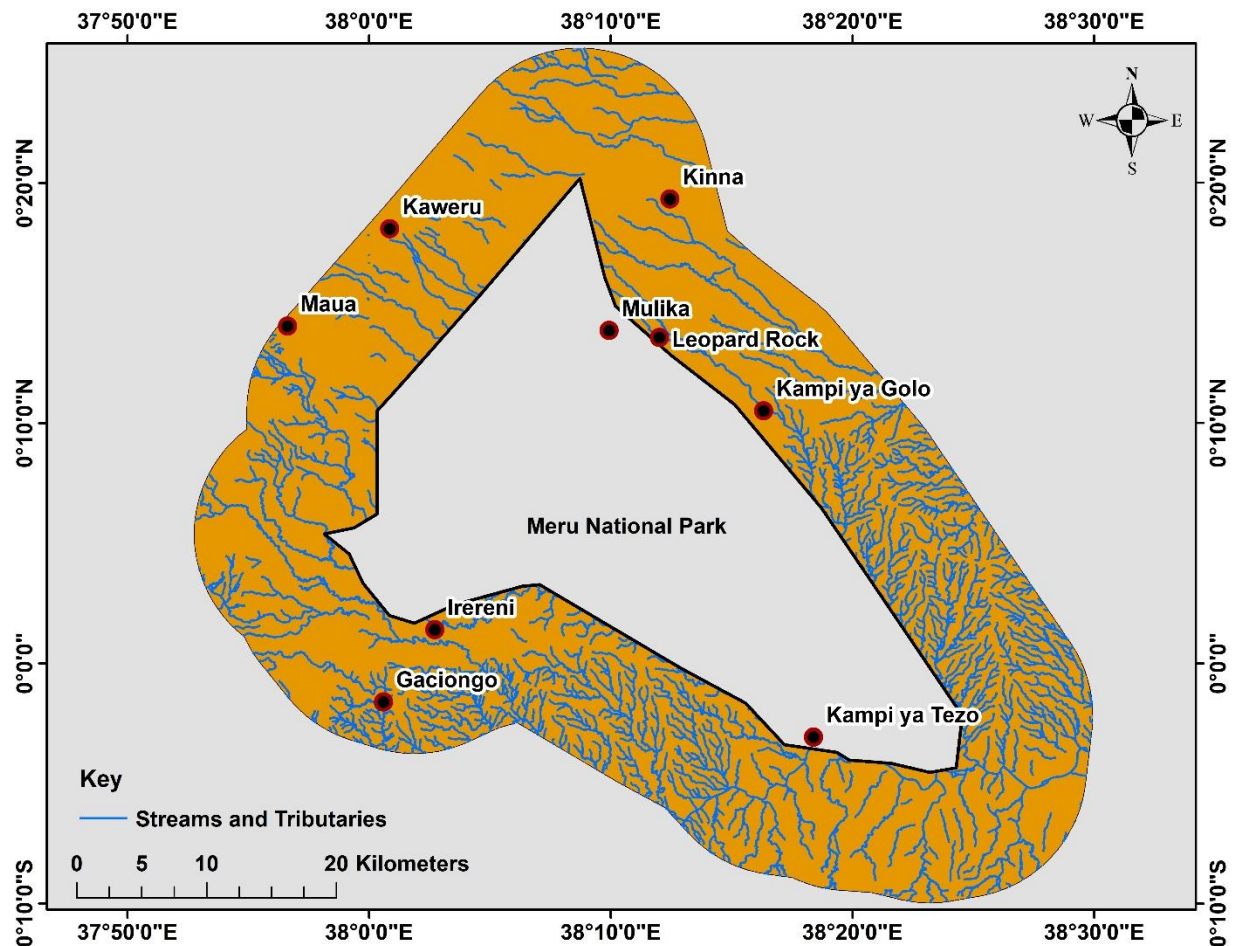 37°50'0"E 38°0'0"E 38°10'0"E 38°20'0"E 38°30'0"E
N
W E
S
0°20'0"N 0°20'0"N
Kinna
Kaweru
Maua
Mulika
Leopard Rock
Kampi ya Golo
0°10'0"N 0°10'0"N
Meru National Park
Irereni
0°0'0" 0°0'0"
Gaciongo
Kampi ya Tezo
Key
Streams and Tributaries
0 5 10 20 Kilometers
0°10'0"S 0°10'0"S
37°50'0"E 38°0'0"E 38°10'0"E 38°20'0"E 38°30'0"E